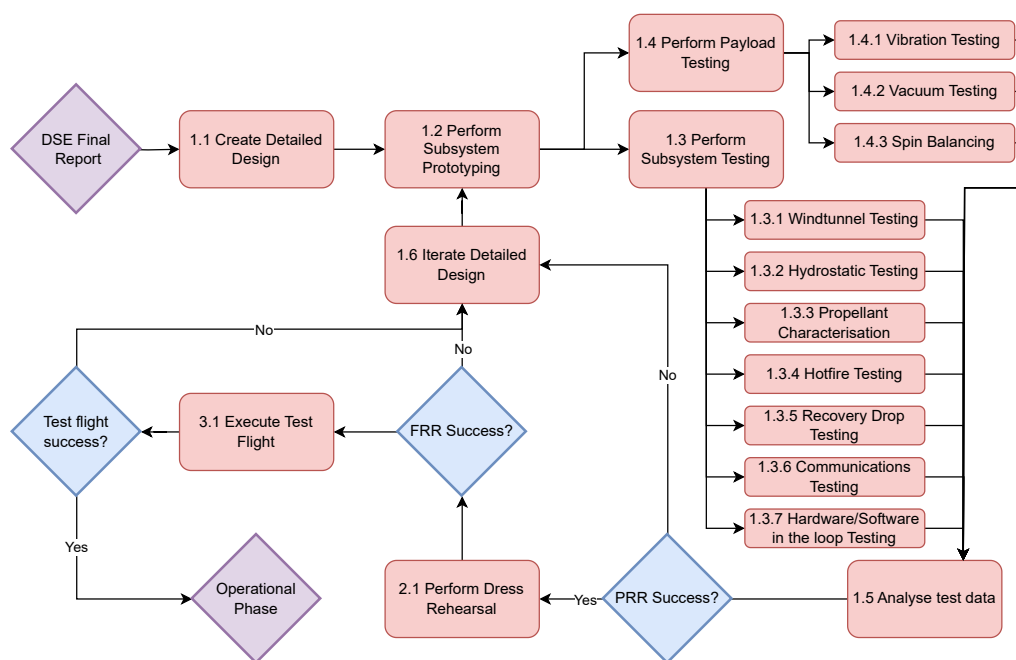 1.4 Perform Payload
Testing
1.4.1 Vibration Testing
1.4.2 Vacuum Testing
1.4.3 Spin Balancing
DSE Final
Report
1.1 Create Detailed
Design
1.2 Perform
Subsystem
Prototyping
1.3 Perform
Subsystem Testing
1.3.1 Windtunnel Testing
1.3.2 Hydrostatic Testing
1.3.3 Propellant
Characterisation
1.3.4 Hotfire Testing
1.3.5 Recovery Drop
Testing
1.3.6 Communications
Testing
1.3.7 Hardware/Software
in the loop Testing
1.6 Iterate Detailed
Design
No
No
No
Test flight
success?
3.1 Execute Test
Flight
FRR Success?
Yes
Operational
Phase
2.1 Perform Dress
Rehearsal
Yes
PRR Success?
1.5 Analyse test data